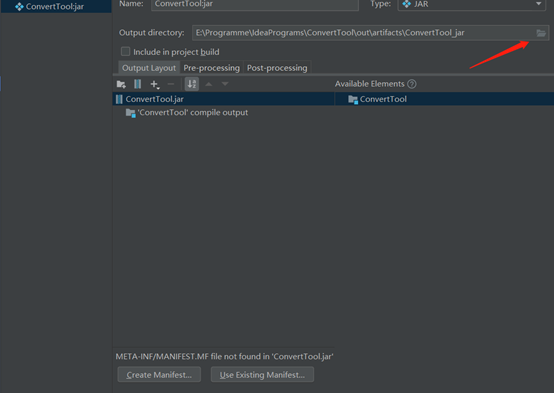 ConvertTool:jar
Name: ConvertTool:jar Type: JAR
Output directory: E:\Programme\IdeaPrograms\ConvertTool\out\artifacts\ConvertTool_jar
Include in project build
Output Layout Pre-processing Post-processing
Available Elements ?
ConvertTool.jar ConvertTool
'ConvertTool' compile output
META-INF/MANIFEST.MF file not found in 'ConvertTool.jar'
Create Manifest... Use Existing Manifest...